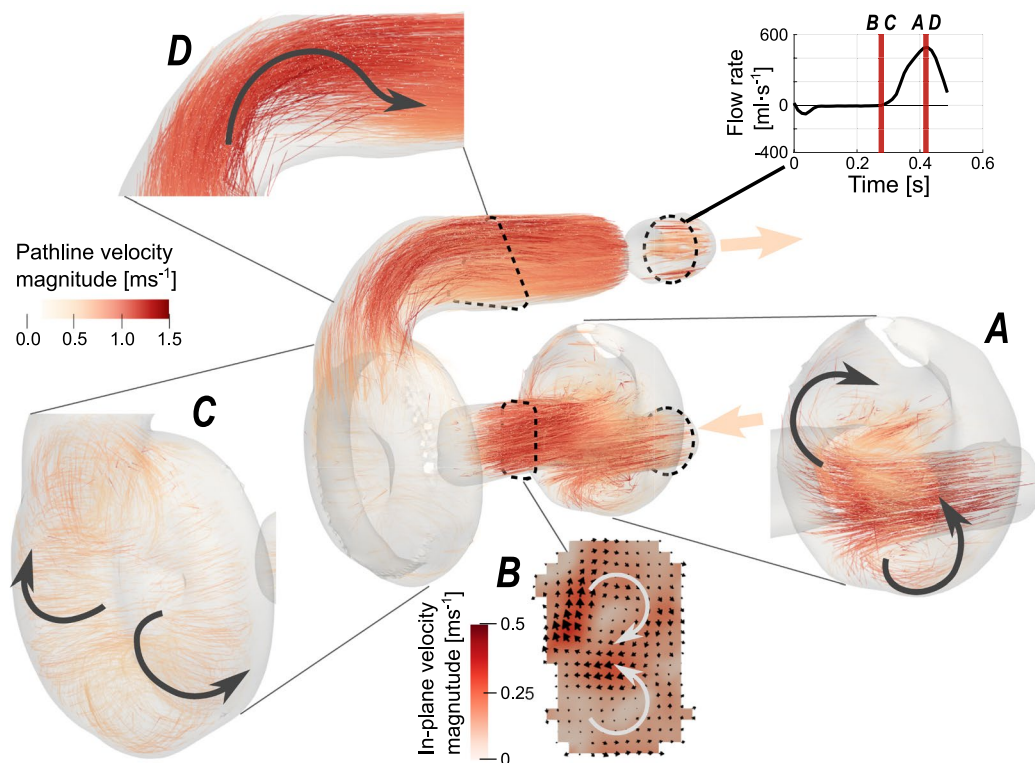 D
B C A D
600
0
-400
Flow rate
[ml·s⁻¹]
0 0.2 0.4 0.6
Time [s]
Pathline velocity
magnitude [ms⁻¹]
0.0 0.5 1.0 1.5
A
C
B
In-plane velocity
magnutude [ms⁻¹]
0.5
0.25
0